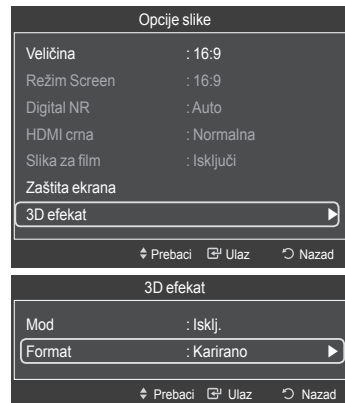 Opcije slike
Veličina : 16:9
Režim Screen : 16:9
Digital NR : Auto
HDMI crna : Normalna
Slika za film : Isključi
Zaštita ekrana
3D efekat
Prebaci Ulaz Nazad
3D efekat
Mod : Isklj.
Format : Karirano
Prebaci Ulaz Nazad